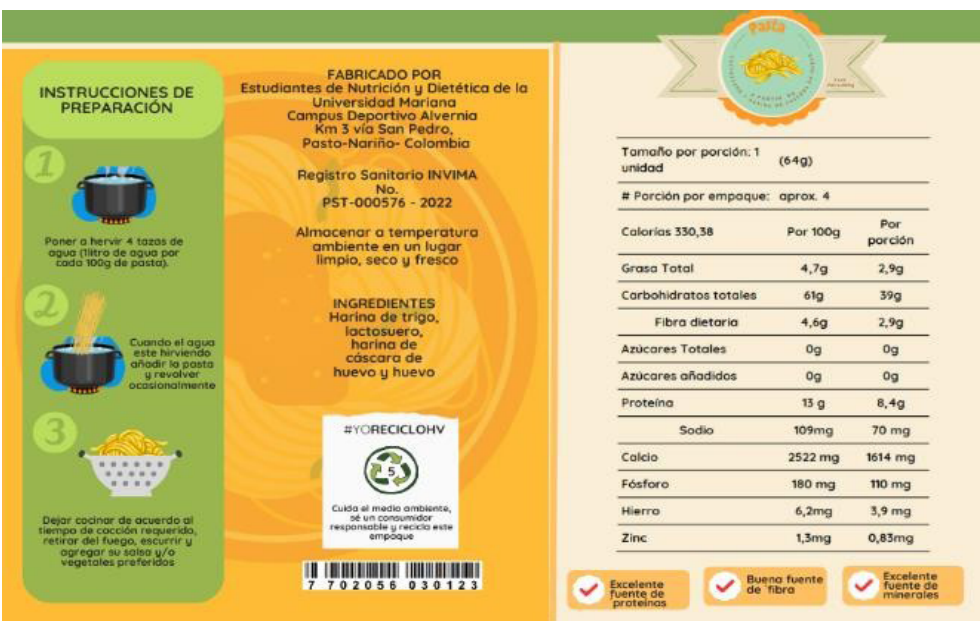 INSTRUCCIONES DE
PREPARACIÓN
1
Poner a hervir 4 tazas de
agua (1litro de agua por
cada 100g de pasta).
2
Cuando el agua
este hirviendo
añadir la pasta
y revolver
ocasionalmente
3
Dejar cocinar de acuerdo al
tiempo de cocción requerido,
retirar del fuego, escurrir y
agregar su salsa y/o
vegetales preferidos
FABRICADO POR
Estudiantes de Nutrición y Dietética de la
Universidad Mariana
Campus Deportivo Alvernia
Km 3 vía San Pedro,
Pasto-Nariño- Colombia
Registro Sanitario INVIMA
No.
PST-000576 - 2022
Almacenar a temperatura
ambiente en un lugar
limpio, seco y fresco
INGREDIENTES
Harina de trigo,
lactosuero,
harina de
cáscara de
huevo y huevo
#YORECICLOHV
5
Cuida el medio ambiente,
sé un consumidor
responsable y recicla este
empaque
7 702056 030123
Pasta
Tamaño por porción: 1
unidad (64g)
# Porción por empaque: aprox. 4
Calorías 330,38 Por 100g Por
porción
Grasa Total 4,7g 2,9g
Carbohidratos totales 61g 39g
Fibra dietaria 4,6g 2,9g
Azúcares Totales 0g 0g
Azúcares añadidos 0g 0g
Proteína 13 g 8,4g
Sodio 109mg 70 mg
Calcio 2522 mg 1614 mg
Fósforo 180 mg 110 mg
Hierro 6,2mg 3,9 mg
Zinc 1,3mg 0,83mg
Excelente
fuente de
proteínas
Buena fuente
de fibra
Excelente
fuente de
minerales